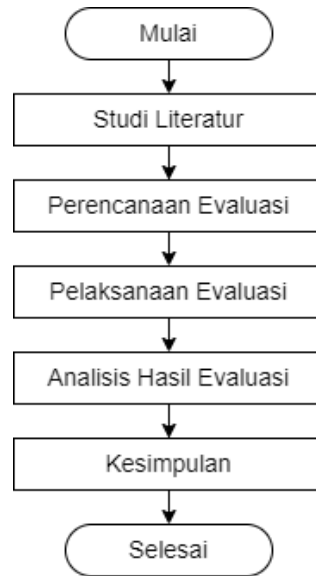 Mulai
Studi Literatur
Perencanaan Evaluasi
Pelaksanaan Evaluasi
Analisis Hasil Evaluasi
Kesimpulan
Selesai